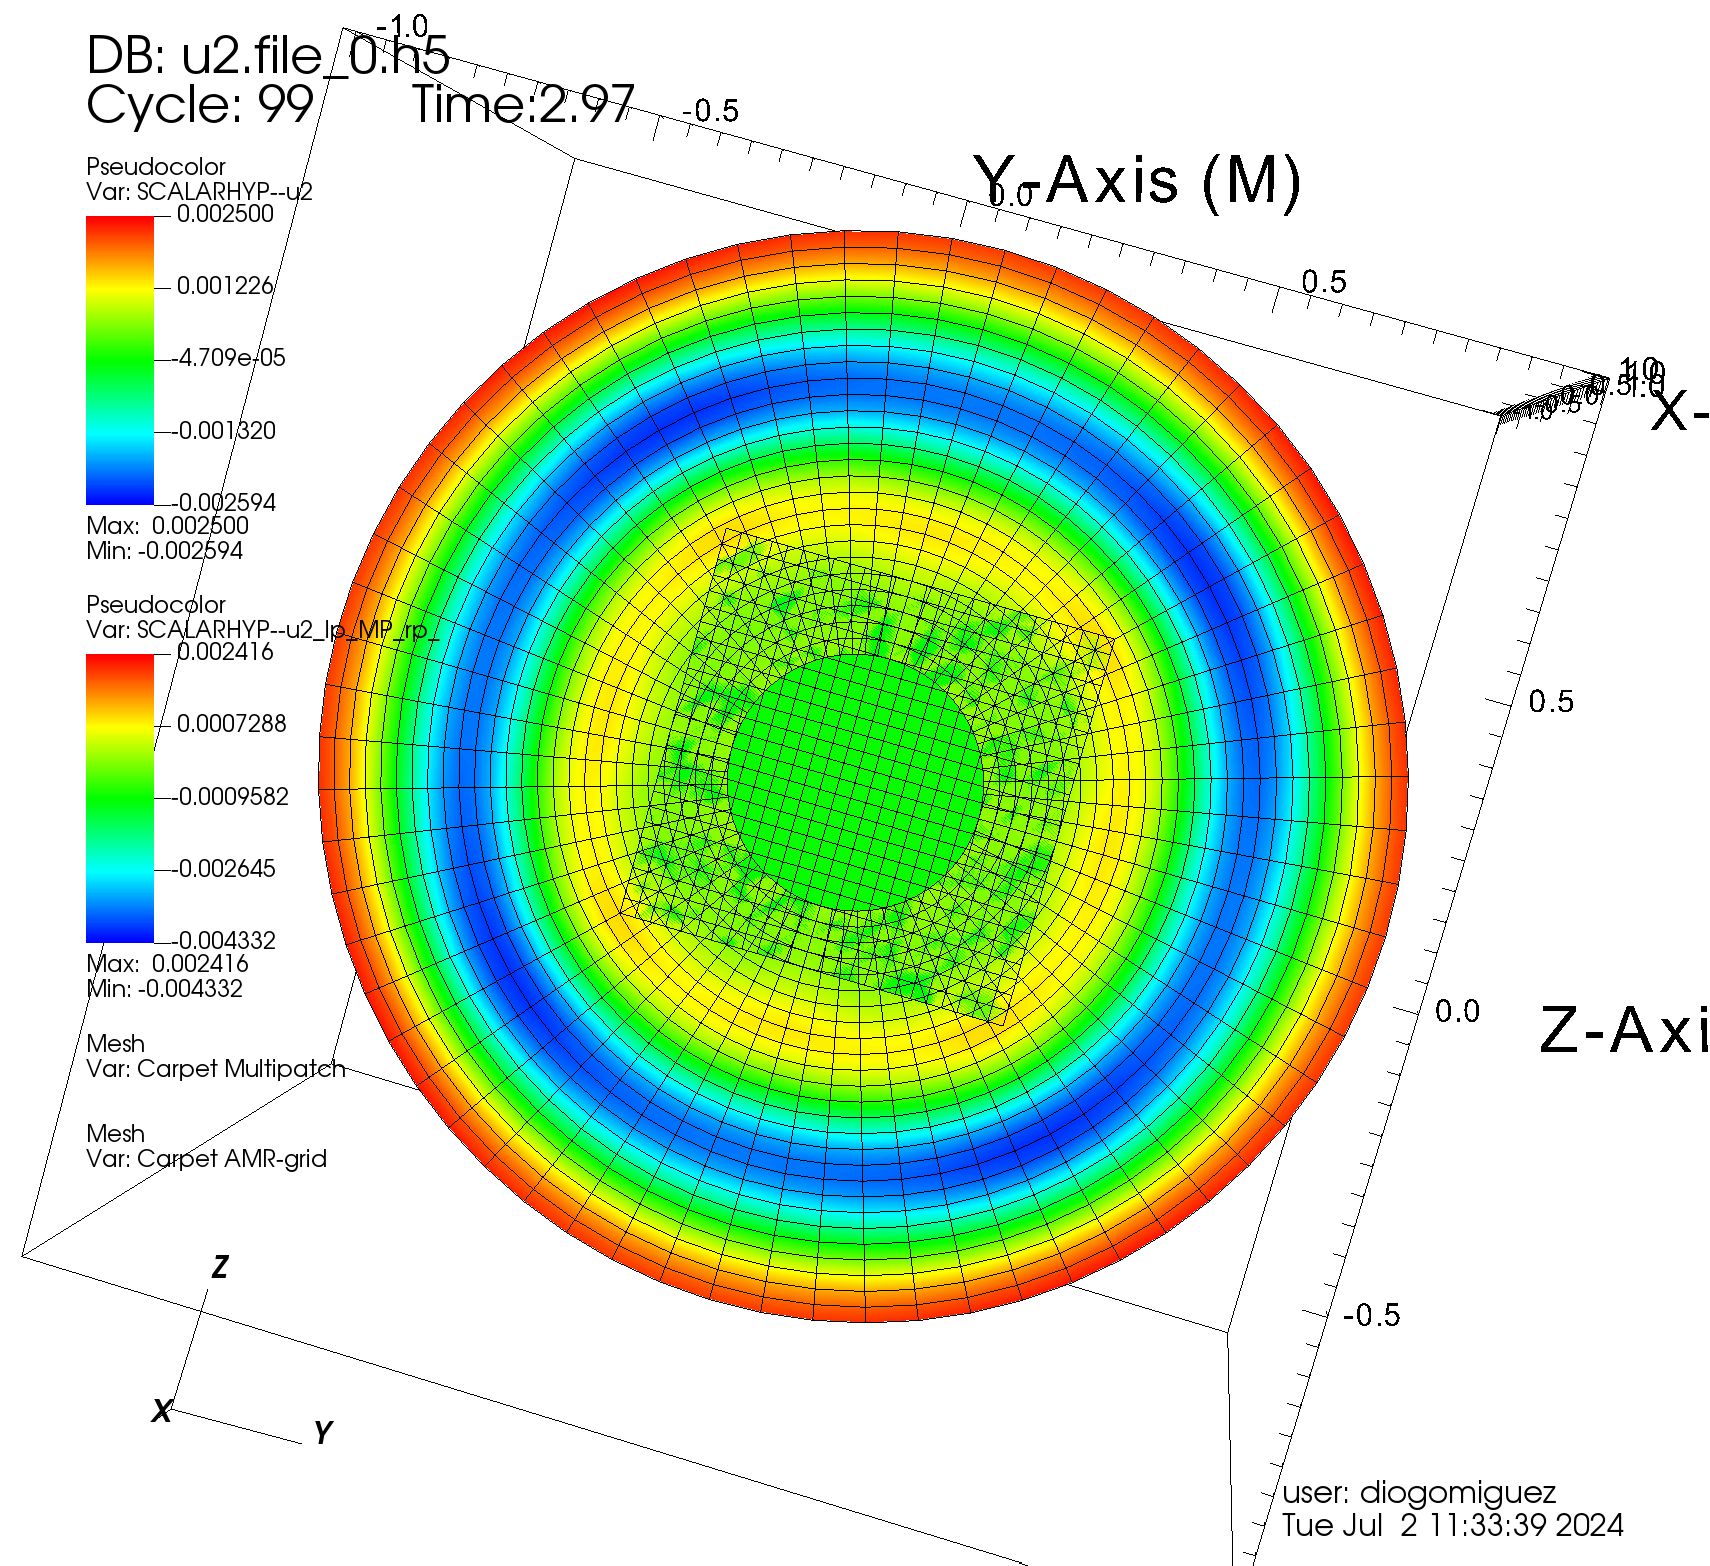 DB: u2.file_0.h5
Cycle: 99 Time:2.97
Pseudocolor
Var: SCALARHYP--u2
0.002500
0.001226
-4.709e-05
-0.001320
-0.002594
Max: 0.002500
Min: -0.002594
Pseudocolor
Var: SCALARHYP--u2_lp_MP_rp_
0.002416
0.0007288
-0.0009582
-0.002645
-0.004332
Max: 0.002416
Min: -0.004332
Mesh
Var: Carpet Multipatch
Mesh
Var: Carpet AMR-grid
-1.0
-0.5
0.0
Y-Axis (M)
0.5
1.0
X-
0.5
0.0
Z-Axi
-0.5
Z
X
Y
user: diogomiguez
Tue Jul 2 11:33:39 2024